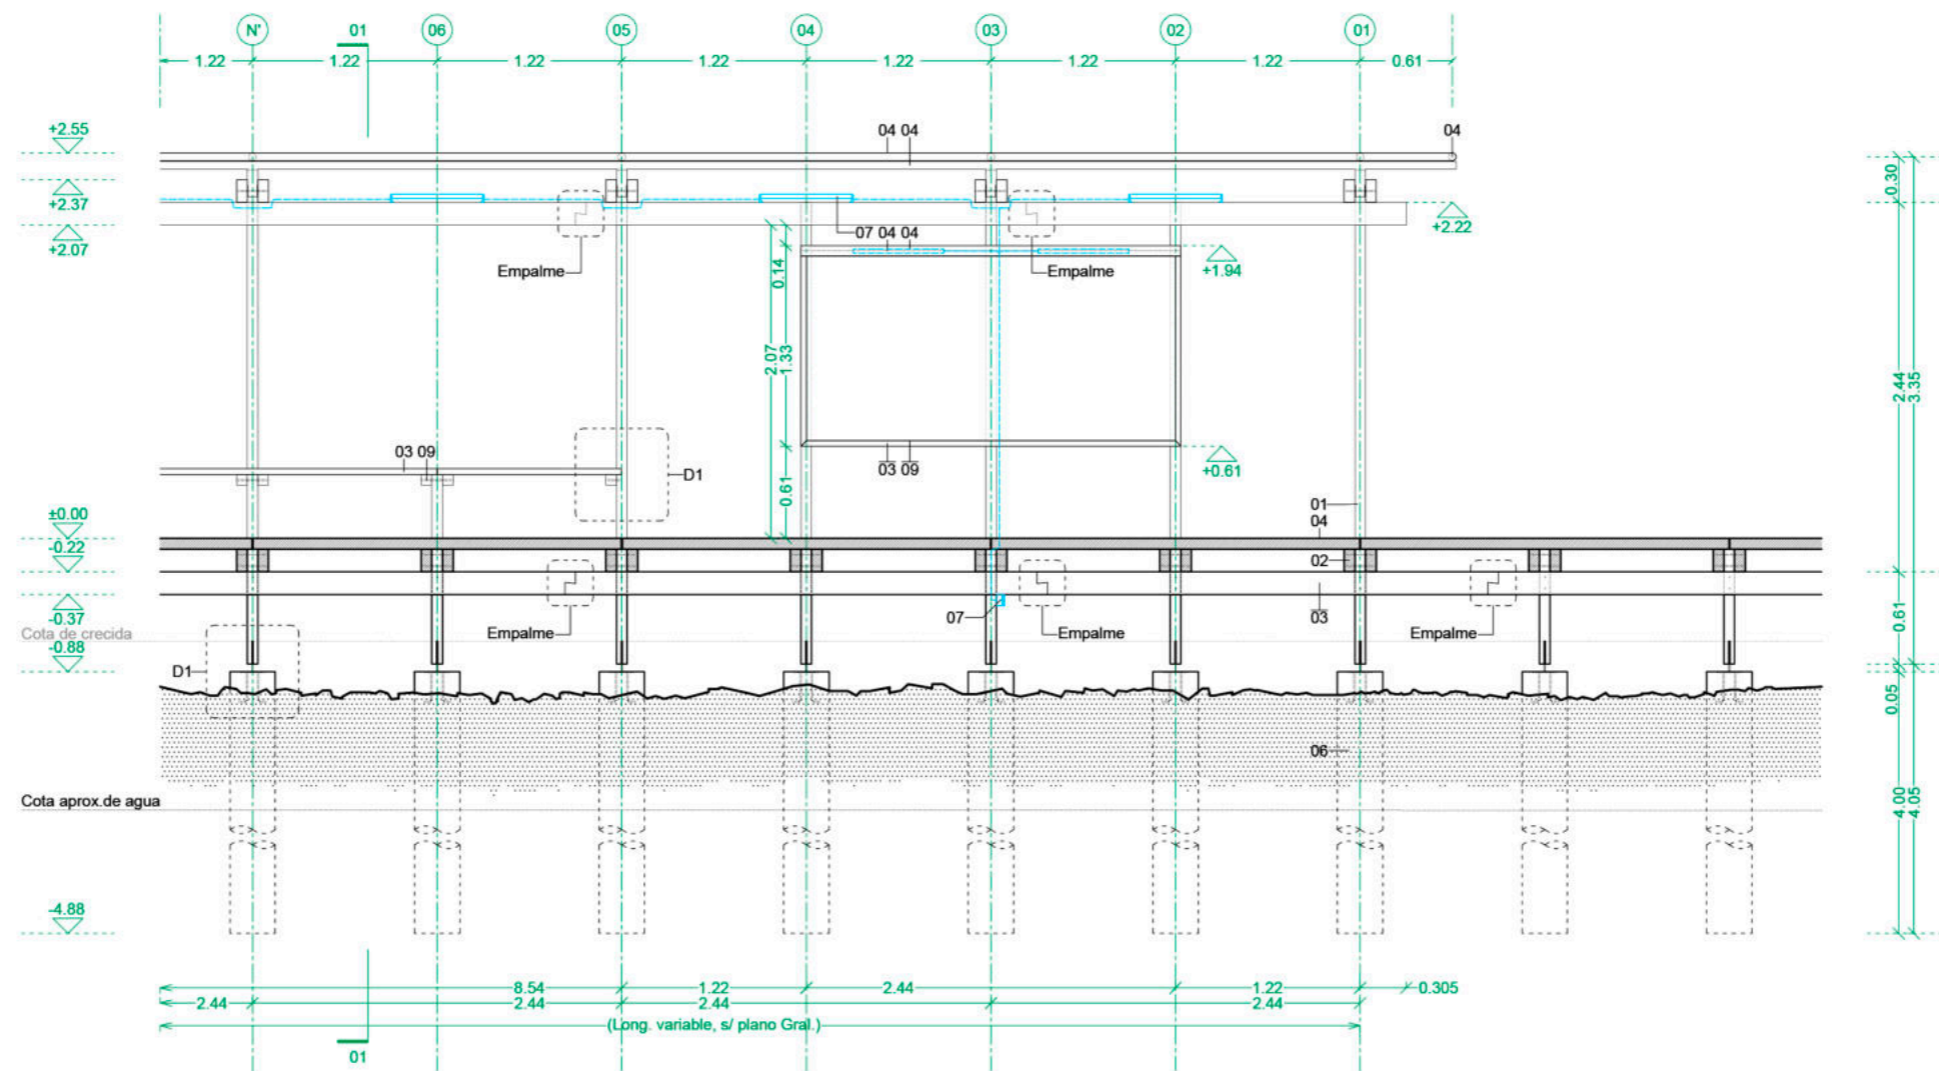 N' 01 06 05 04 03 02 01
1.22 1.22 1.22 1.22 1.22 1.22 1.22 0.61
+2.55
04 04
04
+2.37
0.30
+2.22
+2.07
07 04 04
Empalme
Empalme
0.14
+1.94
2.07
1.33
2.44
3.35
03 09
D1
03 09
+0.61
0.61
01
04
±0.00
-0.22
02
-0.37
07
03
0.61
Cota de crecida
Empalme
Empalme
Empalme
-0.88
D1
0.05
06
Cota aprox.de agua
4.00
4.05
-4.88
8.54 1.22 2.44 1.22 0.305
2.44 2.44 2.44 2.44
(Long. variable, s/ plano Gral.)
01